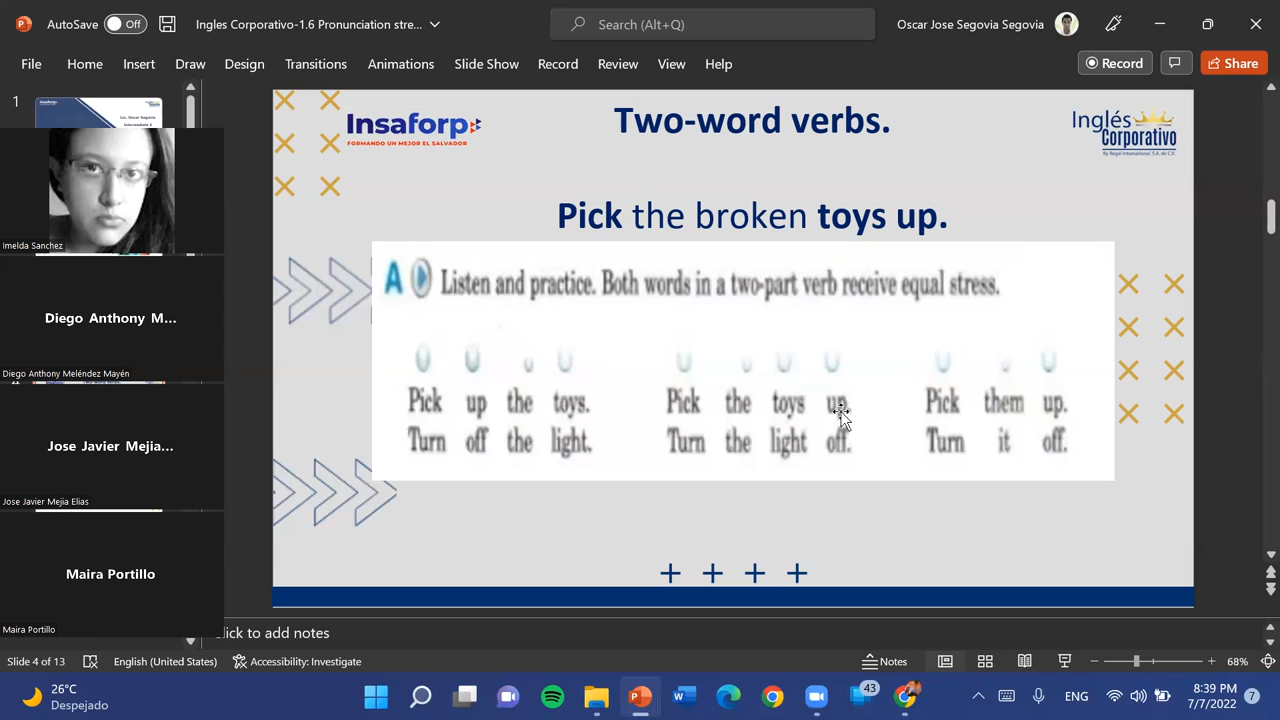 AutoSave Off Ingles Corporativo-1.6 Pronunciation stre... Search (Alt+Q) Oscar Jose Segovia Segovia
File Home Insert Draw Design Transitions Animations Slide Show Record Review View Help Record Share
1
Insaforp
FORMANDO UN MEJOR EL SALVADOR
Two-word verbs.
Inglés
Corporativo
By Regal International, S.A. de C.V.
Pick the broken toys up.
A Listen and practice. Both words in a two-part verb receive equal stress.
Pick up the toys. Pick the toys up. Pick them up.
Turn off the light. Turn the light off. Turn it off.
Imelda Sanchez
Diego Anthony M...
Diego Anthony Meléndez Mayén
Jose Javier Mejia...
Jose Javier Mejia Elias
Maira Portillo
Maira Portillo
lick to add notes
Slide 4 of 13 English (United States) Accessibility: Investigate Notes 68%
26°C
Despejado
43
ENG
8:39 PM
7/7/2022
7